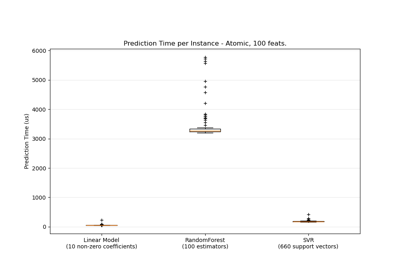 Prediction Time per Instance - Atomic, 100 feats.
6000
5000
4000
3000
2000
1000
0
Prediction Time (us)
Linear Model
(10 non-zero coefficients)
RandomForest
(100 estimators)
SVR
(660 support vectors)